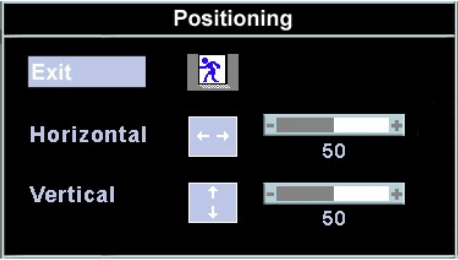 Positioning
Exit
Horizontal
- +
50
Vertical
- +
50